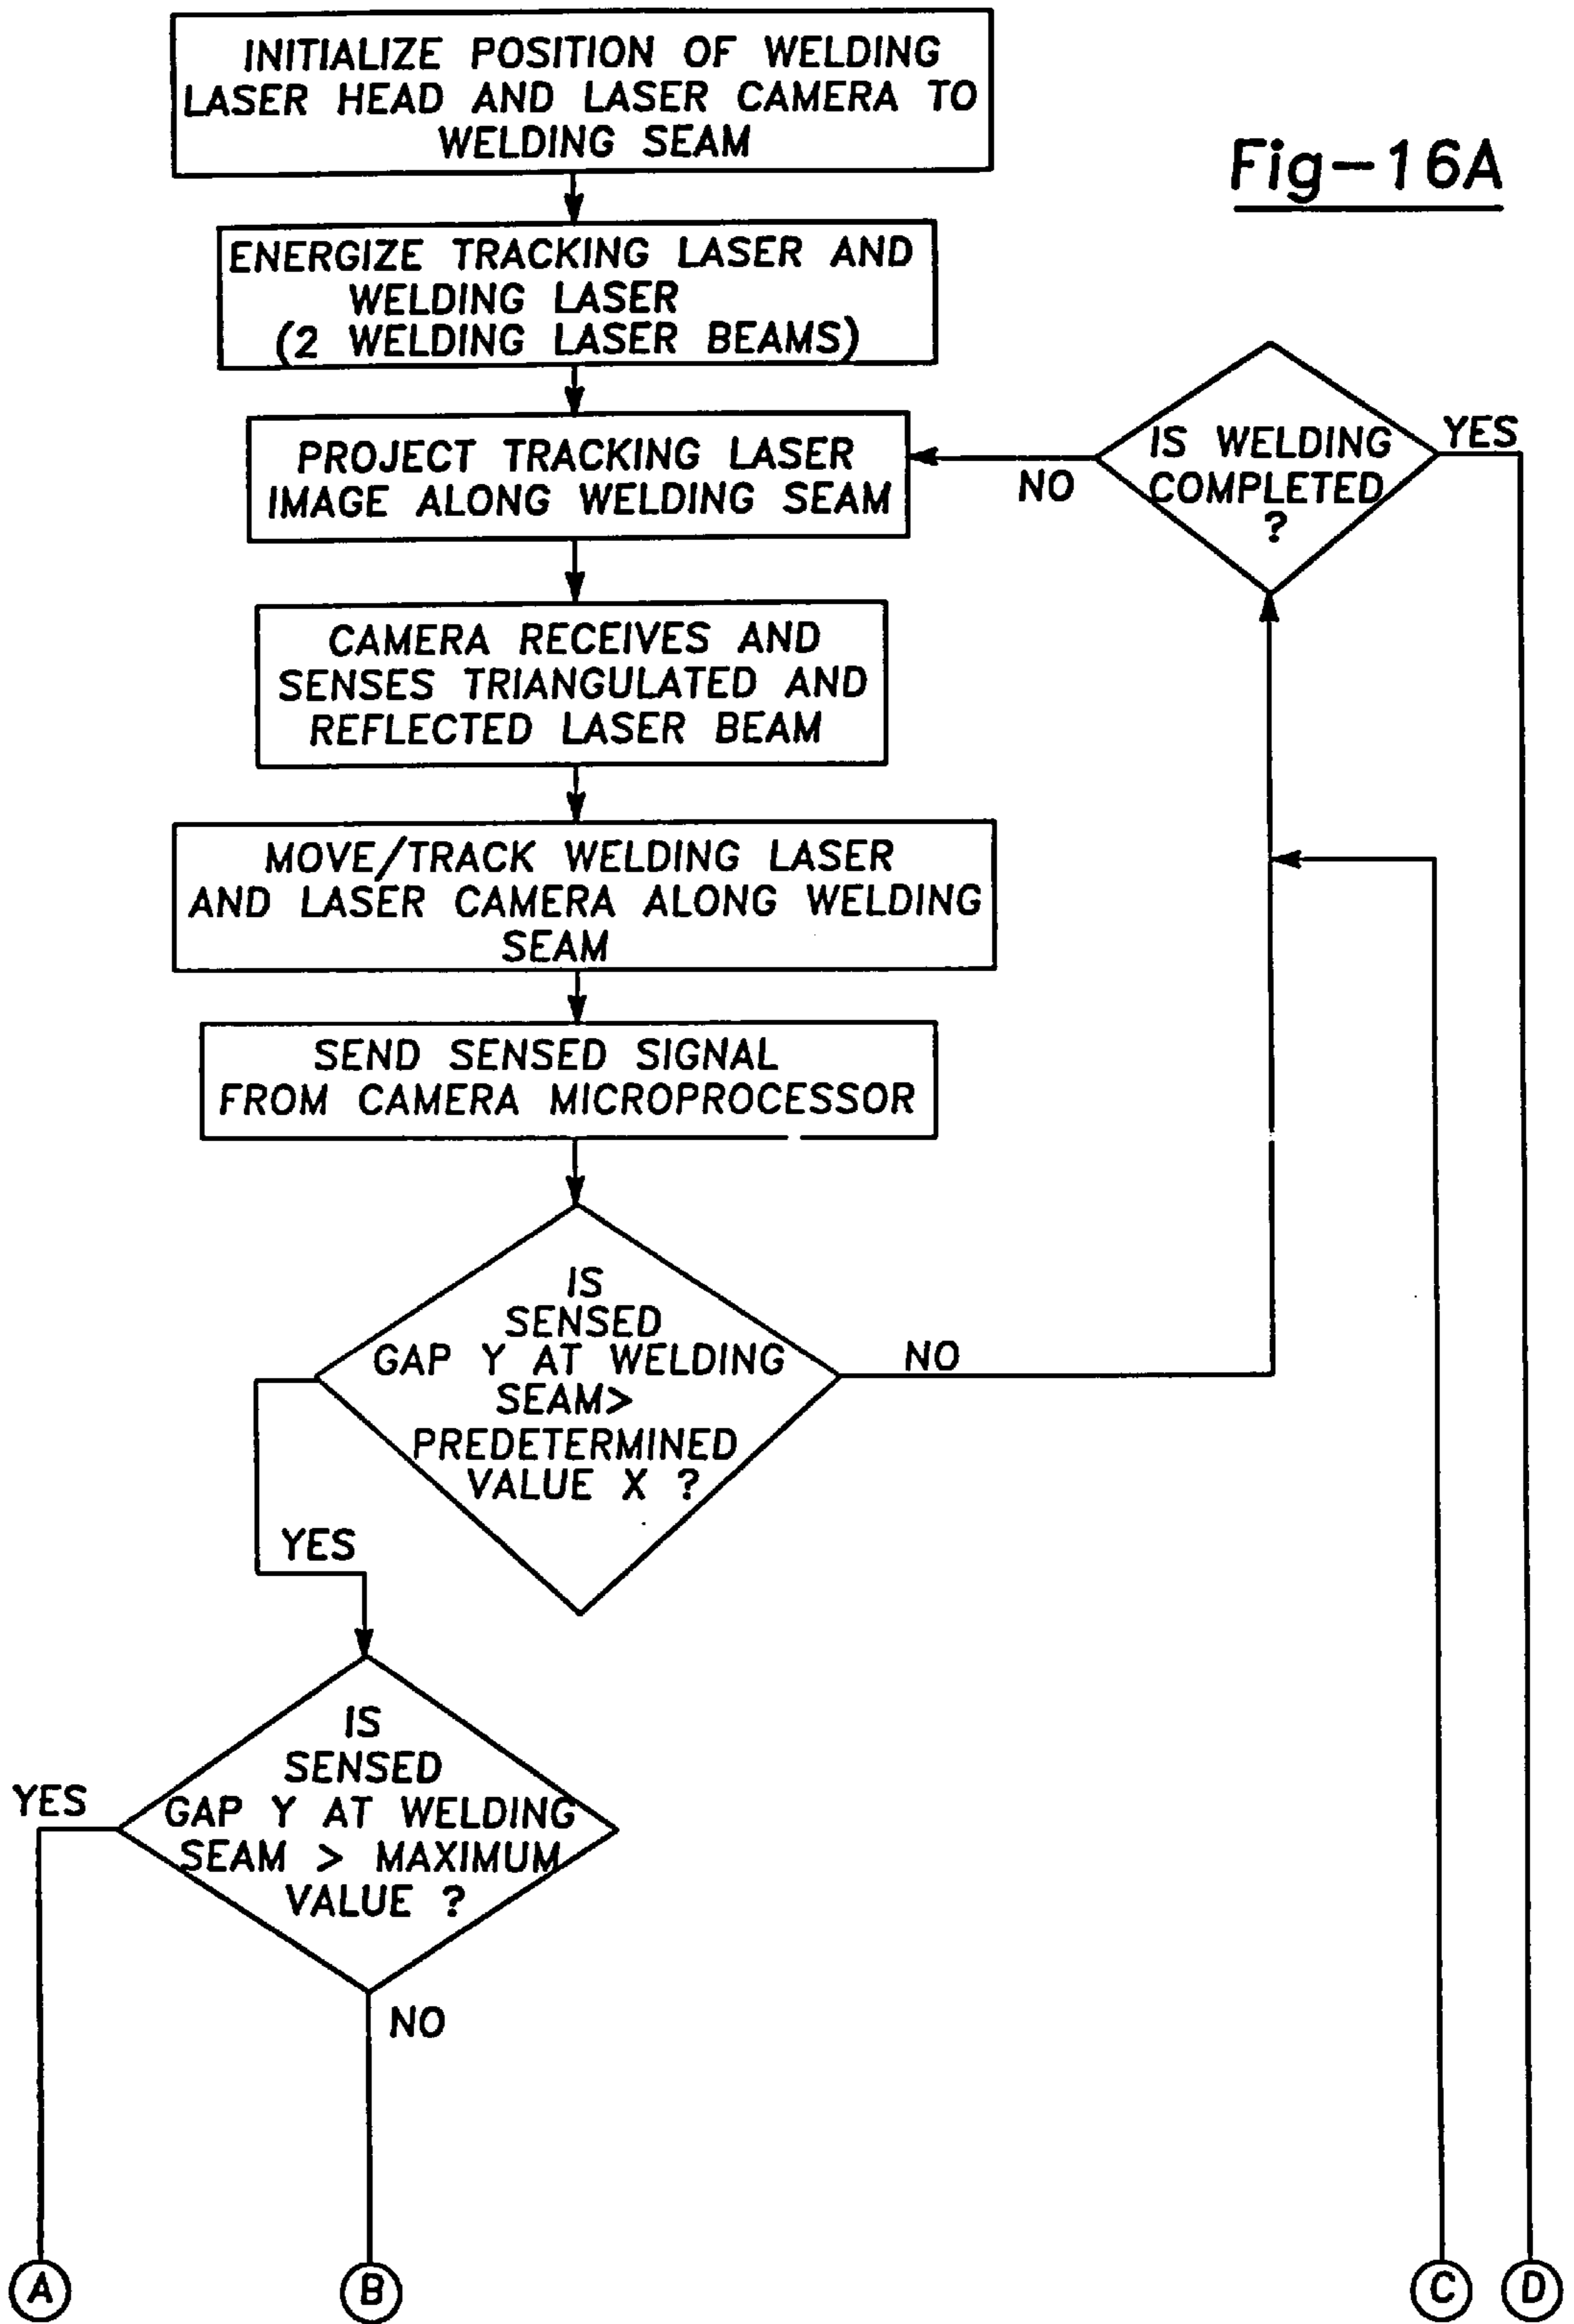 INITIALIZE POSITION OF WELDING
LASER HEAD AND LASER CAMERA TO
WELDING SEAM
Fig-16A
ENERGIZE TRACKING LASER AND
WELDING LASER
(2 WELDING LASER BEAMS)
PROJECT TRACKING LASER
IMAGE ALONG WELDING SEAM
NO
IS WELDING
COMPLETED
?
YES
CAMERA RECEIVES AND
SENSES TRIANGULATED AND
REFLECTED LASER BEAM
MOVE/TRACK WELDING LASER
AND LASER CAMERA ALONG WELDING
SEAM
SEND SENSED SIGNAL
FROM CAMERA MICROPROCESSOR
IS
SENSED
GAP Y AT WELDING
SEAM>
PREDETERMINED
VALUE X ?
NO
YES
IS
SENSED
GAP Y AT WELDING
SEAM > MAXIMUM
VALUE ?
YES
NO
A
B
C
D